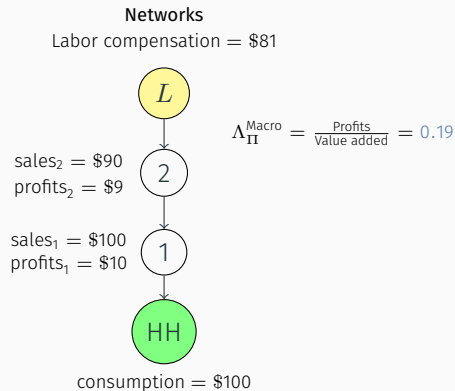 Networks
Labor compensation = $81
L
Λ_Π^Macro = Profits / Value added = 0.19
sales₂ = $90
profits₂ = $9
2
sales₁ = $100
profits₁ = $10
1
HH
consumption = $100